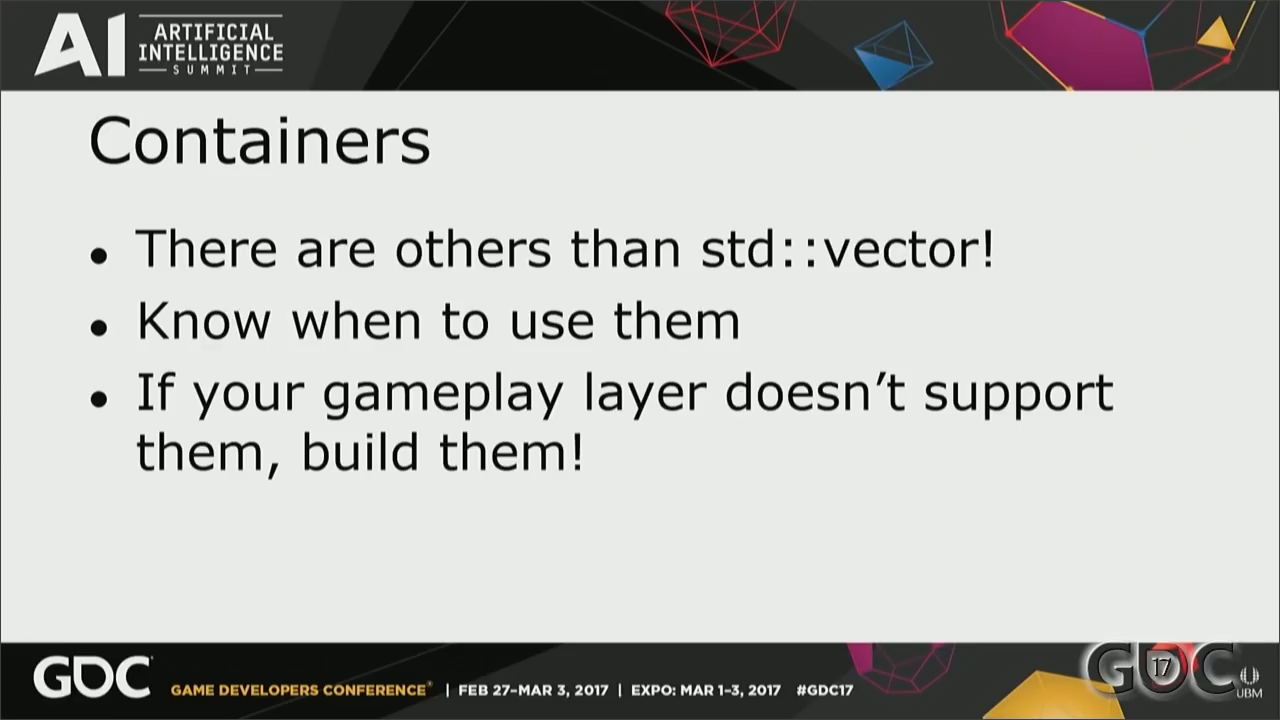 AI
ARTIFICIAL
INTELLIGENCE
SUMMIT
Containers
• There are others than std::vector!
• Know when to use them
• If your gameplay layer doesn’t support
them, build them!
GDC
GAME DEVELOPERS CONFERENCE® | FEB 27–MAR 3, 2017 | EXPO: MAR 1–3, 2017 #GDC17
GDC
17
UBM